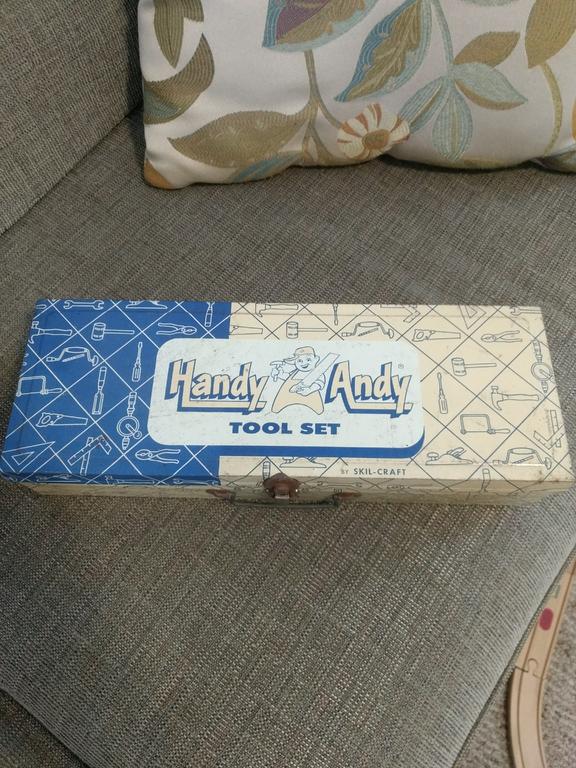 Handy Andy ®
TOOL SET
BY SKIL-CRAFT